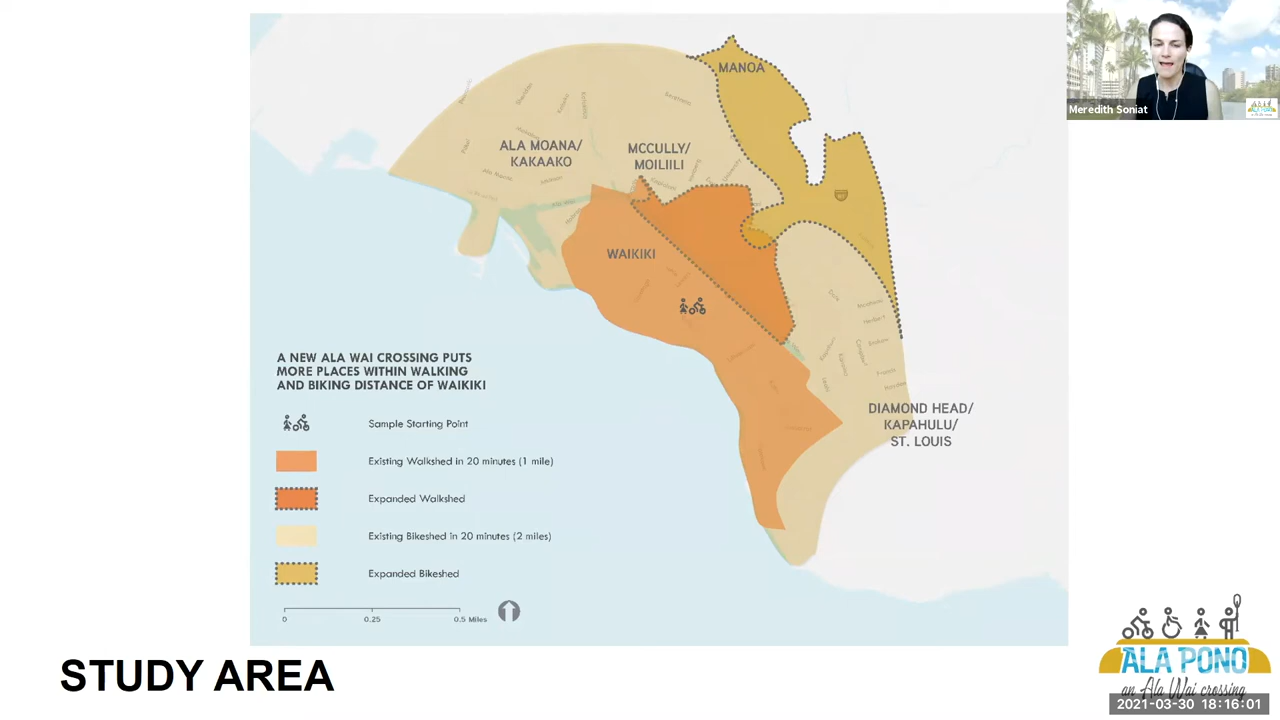 MANOA
Meredith Soniat
ALA MOANA/
KAKAAKO
MCCULLY/
MOILIILI
WAIKIKI
A NEW ALA WAI CROSSING PUTS
MORE PLACES WITHIN WALKING
AND BIKING DISTANCE OF WAIKIKI
Sample Starting Point
Existing Walkshed in 20 minutes (1 mile)
Expanded Walkshed
Existing Bikeshed in 20 minutes (2 miles)
Expanded Bikeshed
0 0.25 0.5 Miles
DIAMOND HEAD/
KAPAHULU/
ST. LOUIS
STUDY AREA
ALA PONO
an Ala Wai crossing
2021-03-30 18:16:01